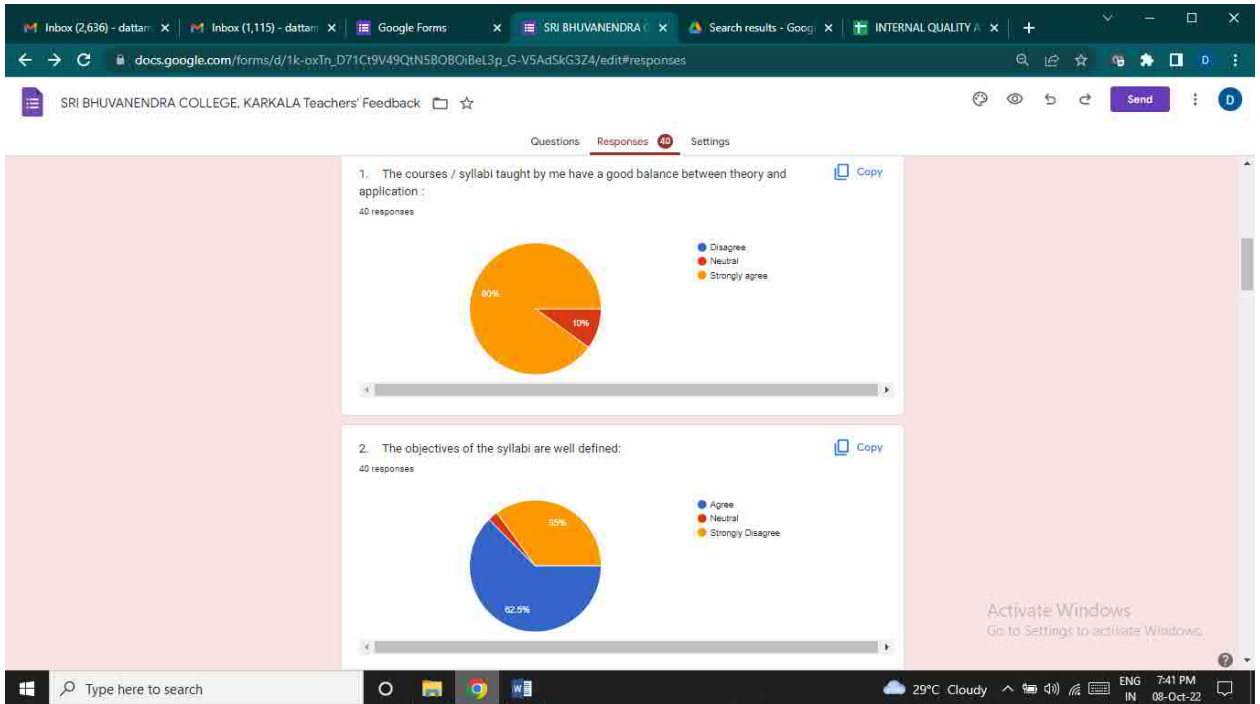 Inbox (2,636) - dattam
Inbox (1,115) - dattam
Google Forms
SRI BHUVANENDRA C
Search results - Goog
INTERNAL QUALITY A
docs.google.com/forms/d/1k-oxTn_D71Ct9V49QtN5BOBOiBeL3p_G-V5AdSkG3Z4/edit#responses
SRI BHUVANENDRA COLLEGE, KARKALA Teachers' Feedback
Send
D
Questions Responses 40 Settings
1. The courses / syllabi taught by me have a good balance between theory and
application :
Copy
40 responses
Disagree
Neutral
Strongly agree
90%
10%
2. The objectives of the syllabi are well defined:
Copy
40 responses
Agree
Neutral
Strongly Disagree
35%
62.5%
Activate Windows
Go to Settings to activate Windows.
Type here to search
29°C Cloudy
ENG
IN
7:41 PM
08-Oct-22